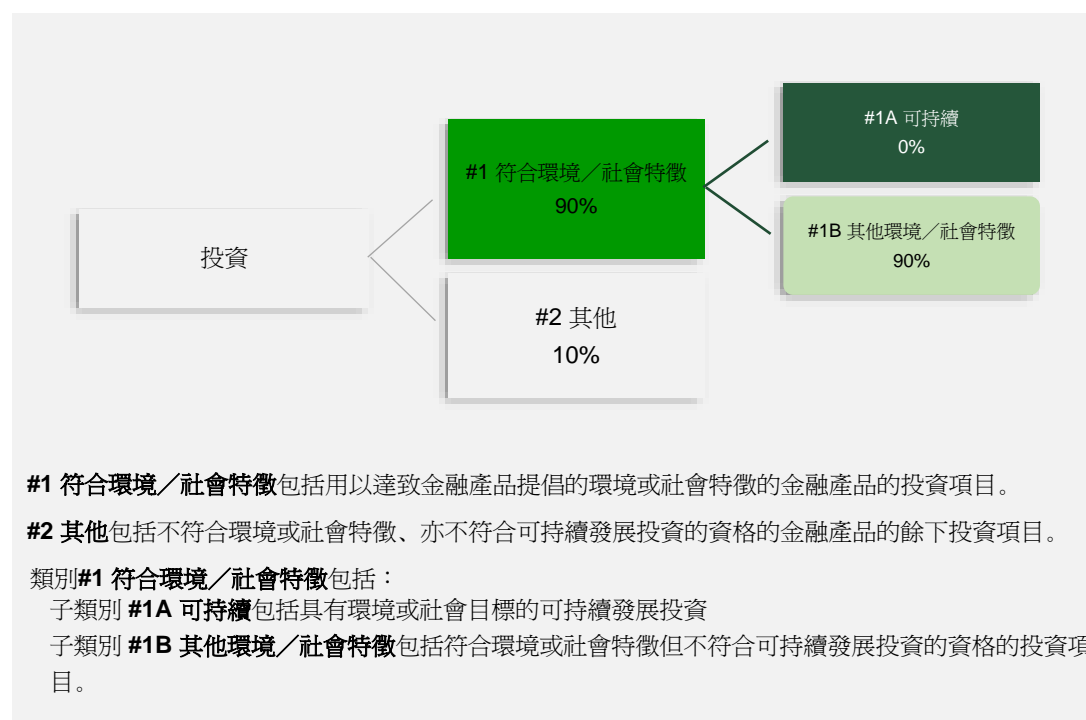 #1A 可持續
0%
#1 符合環境／社會特徵
90%
#1B 其他環境／社會特徵
90%
投資
#2 其他
10%
#1 符合環境／社會特徵包括用以達致金融產品提倡的環境或社會特徵的金融產品的投資項目。
#2 其他包括不符合環境或社會特徵、亦不符合可持續發展投資的資格的金融產品的餘下投資項目。
類別#1 符合環境／社會特徵包括：
子類別 #1A 可持續包括具有環境或社會目標的可持續發展投資
子類別 #1B 其他環境／社會特徵包括符合環境或社會特徵但不符合可持續發展投資的資格的投資項
目。